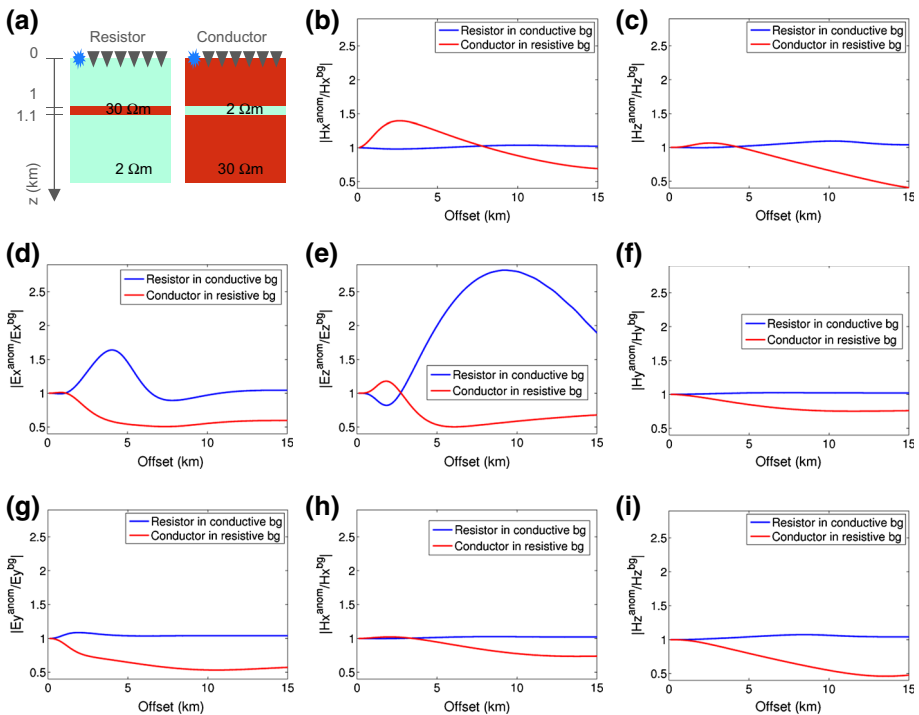 (a)
Resistor Conductor
0
1
1.1
z (km)
30 Ωm
2 Ωm
2 Ωm
30 Ωm
(b)
Resistor in conductive bg
Conductor in resistive bg
|Hx^anom/Hx^bg|
2.5
2
1.5
1
0.5
0 5 10 15
Offset (km)
(c)
Resistor in conductive bg
Conductor in resistive bg
|Hz^anom/Hz^bg|
2.5
2
1.5
1
0.5
0 5 10 15
Offset (km)
(d)
Resistor in conductive bg
Conductor in resistive bg
|Ex^anom/Ex^bg|
2.5
2
1.5
1
0.5
0 5 10 15
Offset (km)
(e)
Resistor in conductive bg
Conductor in resistive bg
|Ez^anom/Ez^bg|
2.5
2
1.5
1
0.5
0 5 10 15
Offset (km)
(f)
Resistor in conductive bg
Conductor in resistive bg
|Hy^anom/Hy^bg|
2.5
2
1.5
1
0.5
0 5 10 15
Offset (km)
(g)
Resistor in conductive bg
Conductor in resistive bg
|Ey^anom/Ey^bg|
2.5
2
1.5
1
0.5
0 5 10 15
Offset (km)
(h)
Resistor in conductive bg
Conductor in resistive bg
|Hx^anom/Hx^bg|
2.5
2
1.5
1
0.5
0 5 10 15
Offset (km)
(i)
Resistor in conductive bg
Conductor in resistive bg
|Hz^anom/Hz^bg|
2.5
2
1.5
1
0.5
0 5 10 15
Offset (km)